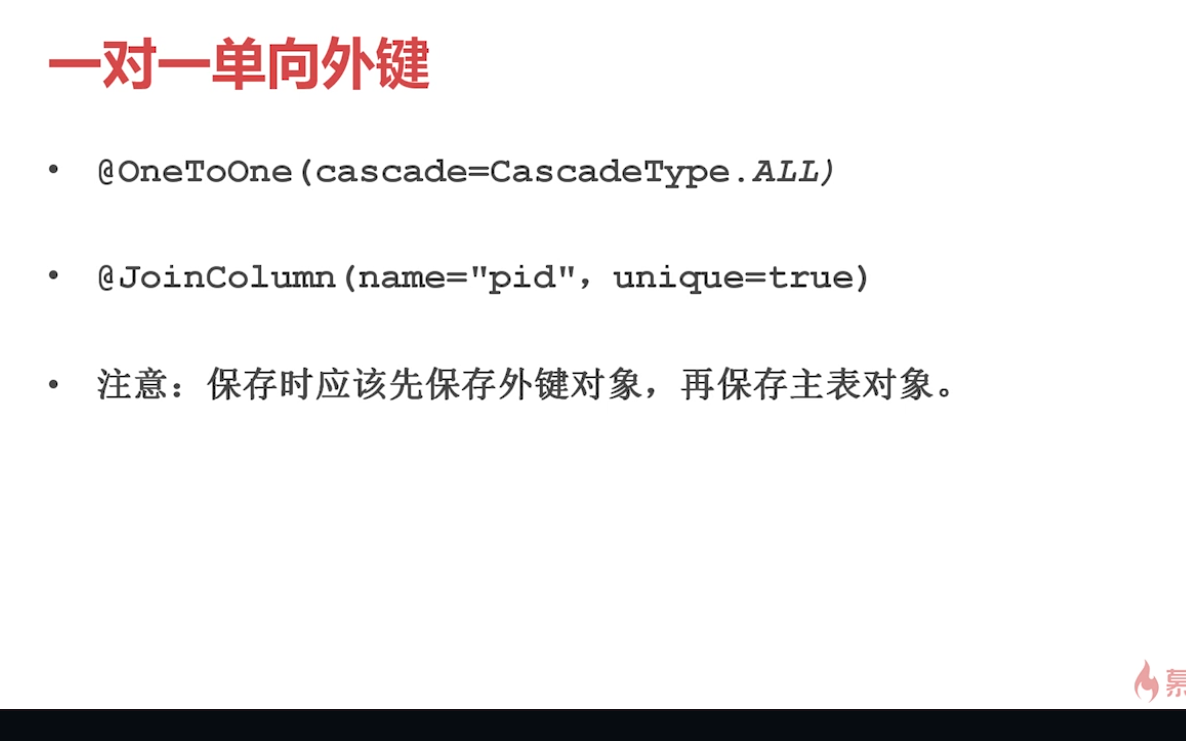 一对一单向外键
• @OneToOne(cascade=CascadeType.ALL)
• @JoinColumn(name="pid", unique=true)
• 注意：保存时应该先保存外键对象，再保存主表对象。
慕